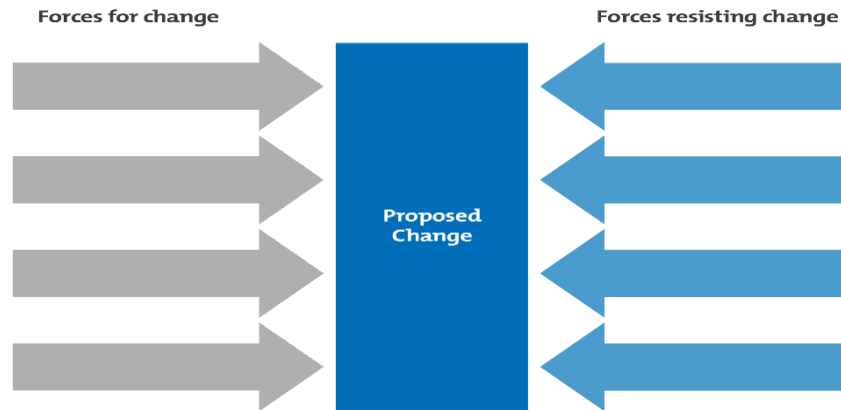 Forces for change
Forces resisting change
Proposed
Change